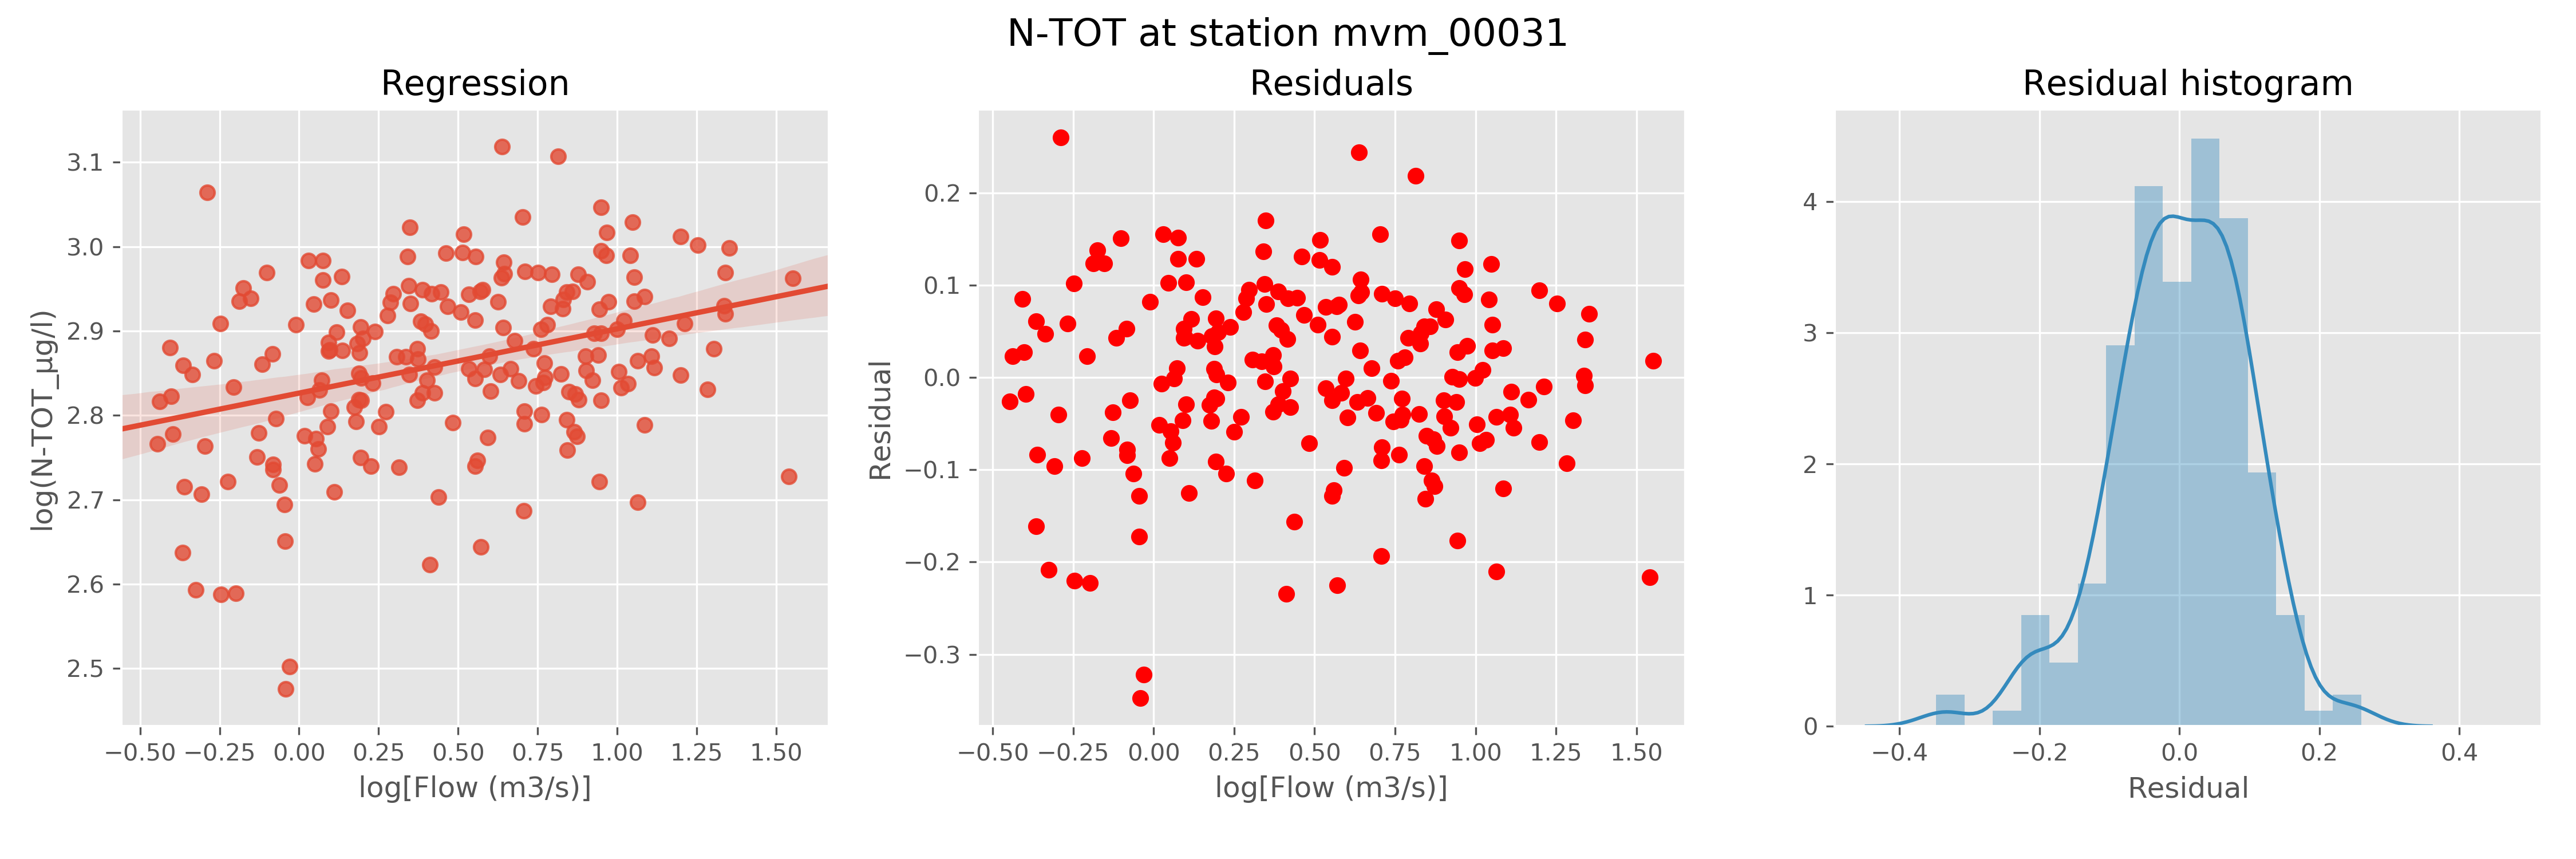 N-TOT at station mvm_00031
Regression
3.1
3.0
2.9
2.8
2.7
2.6
2.5
log(N-TOT_µg/l)
−0.50 −0.25 0.00 0.25 0.50 0.75 1.00 1.25 1.50
log[Flow (m3/s)]
Residuals
0.2
0.1
0.0
−0.1
−0.2
−0.3
Residual
−0.50 −0.25 0.00 0.25 0.50 0.75 1.00 1.25 1.50
log[Flow (m3/s)]
Residual histogram
4
3
2
1
0
−0.4 −0.2 0.0 0.2 0.4
Residual